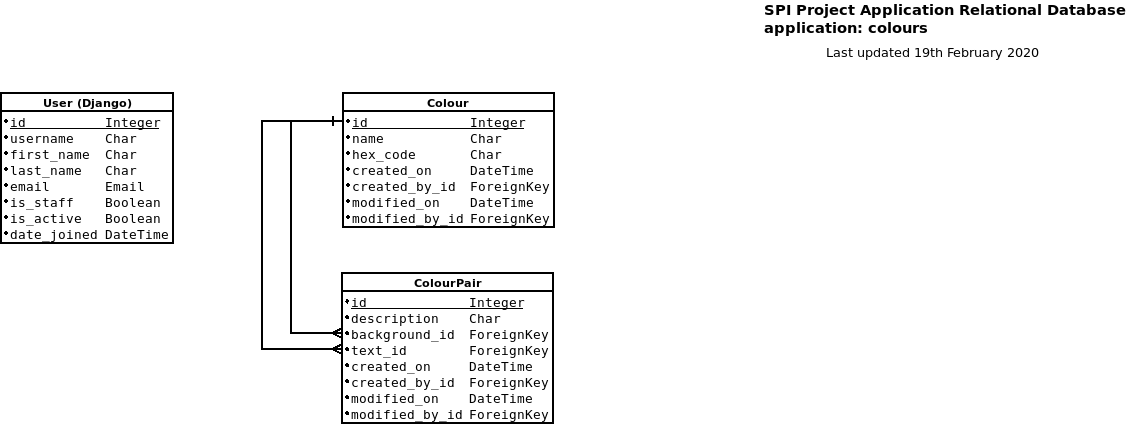 SPI Project Application Relational Database
application: colours
Last updated 19th February 2020
User (Django)
id Integer
username Char
first_name Char
last_name Char
email Email
is_staff Boolean
is_active Boolean
date_joined DateTime
Colour
id Integer
name Char
hex_code Char
created_on DateTime
created_by_id ForeignKey
modified_on DateTime
modified_by_id ForeignKey
ColourPair
id Integer
description Char
background_id ForeignKey
text_id ForeignKey
created_on DateTime
created_by_id ForeignKey
modified_on DateTime
modified_by_id ForeignKey